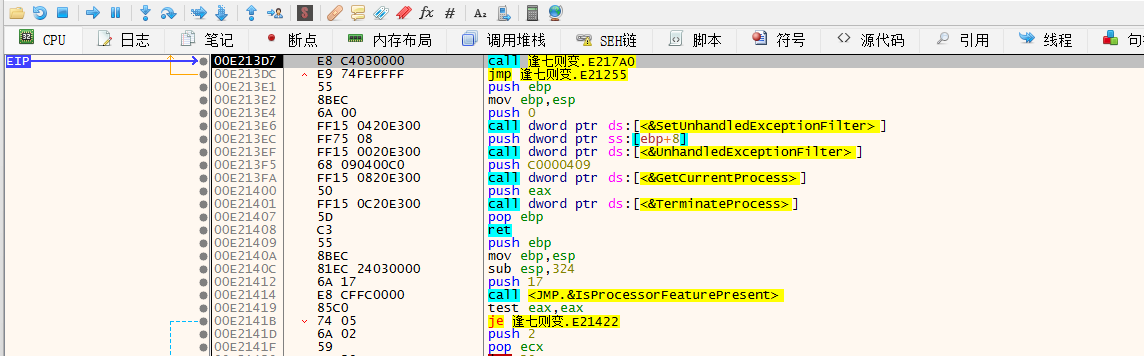 fx # A₂
CPU 日志 笔记 断点 内存布局 调用堆栈 SEH链 脚本 符号 源代码 引用 线程
EIP 00E213D7 E8 C4030000 call 逢七则变.E217A0
00E213DC E9 74FEFFFF jmp 逢七则变.E21255
00E213E1 55 push ebp
00E213E2 8BEC mov ebp,esp
00E213E4 6A 00 push 0
00E213E6 FF15 0420E300 call dword ptr ds:[<&SetUnhandledExceptionFilter>]
00E213EC FF75 08 push dword ptr ss:[ebp+8]
00E213EF FF15 0020E300 call dword ptr ds:[<&UnhandledExceptionFilter>]
00E213F5 68 090400C0 push C0000409
00E213FA FF15 0820E300 call dword ptr ds:[<&GetCurrentProcess>]
00E21400 50 push eax
00E21401 FF15 0C20E300 call dword ptr ds:[<&TerminateProcess>]
00E21407 5D pop ebp
00E21408 C3 ret
00E21409 55 push ebp
00E2140A 8BEC mov ebp,esp
00E2140C 81EC 24030000 sub esp,324
00E21412 6A 17 push 17
00E21414 E8 CFFC0000 call <JMP.&IsProcessorFeaturePresent>
00E21419 85C0 test eax,eax
00E2141B 74 05 je 逢七则变.E21422
00E2141D 6A 02 push 2
00E2141F 59 pop ecx